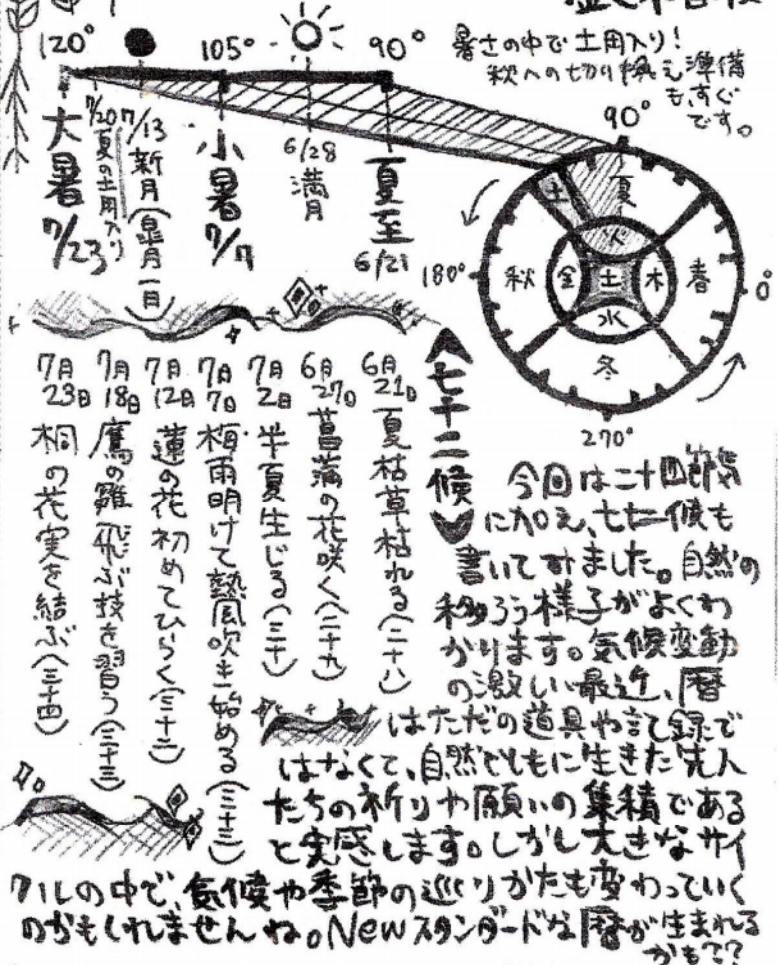 暑さの中で土用入り!
秋への切り換え準備
も、すぐ
です。
120°
105°
90°
大暑
7/23
7/20
夏の土用入り
7/13
新月(皐月一日)
小暑
7/7
6/28
満月
夏至
6/21
90°
180°
0°
270°
土
夏
秋
春
冬
火
金
土
木
水
七十二候
6月21日 夏枯草枯れる(二十八)
6月27日 菖蒲の花咲く(二十九)
7月2日 半夏生じる(三十)
7月7日 梅雨明けて熱風吹き始める(三十三)
7月12日 蓮の花初めてひらく(三十二)
7月18日 鷹の雛飛ぶ技を習う(三十三)
7月23日 桐の花実を結ぶ(三十四)
今回は二十四節気
に加え、七十二候も
書いてみました。自然の
移ろう様子がよくわ
かります。気候変動
の激しい最近、暦
はただの道具や記録で
はなくて、自然とともに生きた先人
たちの祈りや願いの集積である
と実感します。しかし大きなサイ
クルの中で、気候や季節の巡りかたも変わっていく
のかもしれませんね。Newスタンダードな暦が生まれる
かも??